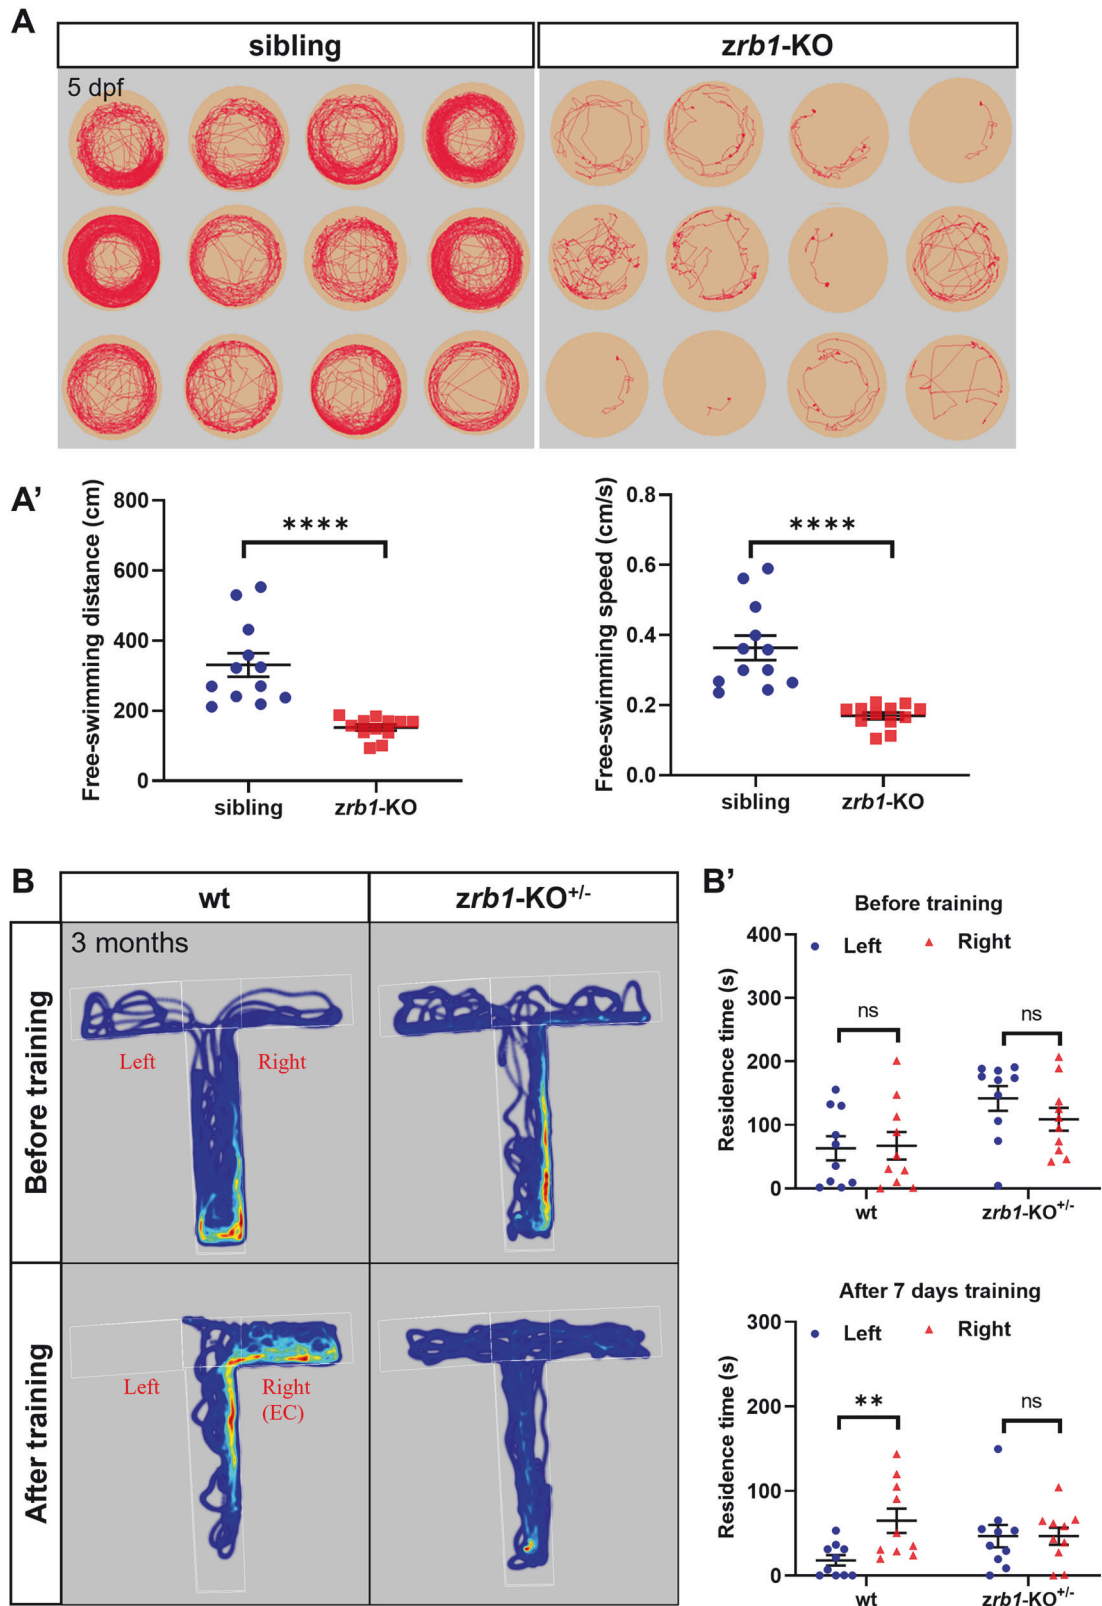 A
sibling
zrb1-KO
5 dpf
A'
Free-swimming distance (cm)
800
600
400
200
0
****
sibling
zrb1-KO
Free-swimming speed (cm/s)
0.8
0.6
0.4
0.2
0.0
****
sibling
zrb1-KO
B
wt
zrb1-KO+/-
Before training
3 months
Left
Right
After training
Left
Right
(EC)
B'
Before training
Left
Right
Residence time (s)
400
300
200
100
0
ns
ns
wt
zrb1-KO+/-
After 7 days training
Left
Right
Residence time (s)
300
200
100
0
**
ns
wt
zrb1-KO+/-